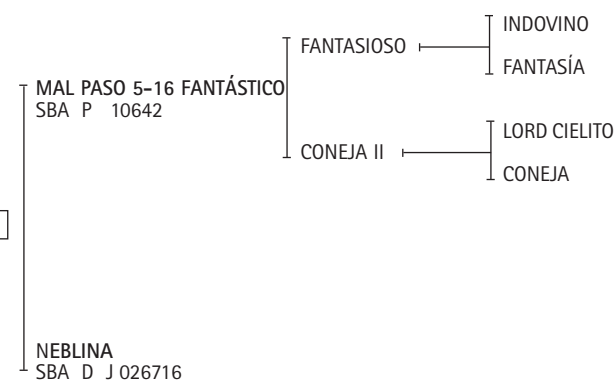 INDOVINO
FANTASIOSO
FANTASÍA
MAL PASO 5-16 FANTÁSTICO
SBA P 10642
LORD CIELITO
CONEJA II
CONEJA
NEBLINA
SBA D J 026716